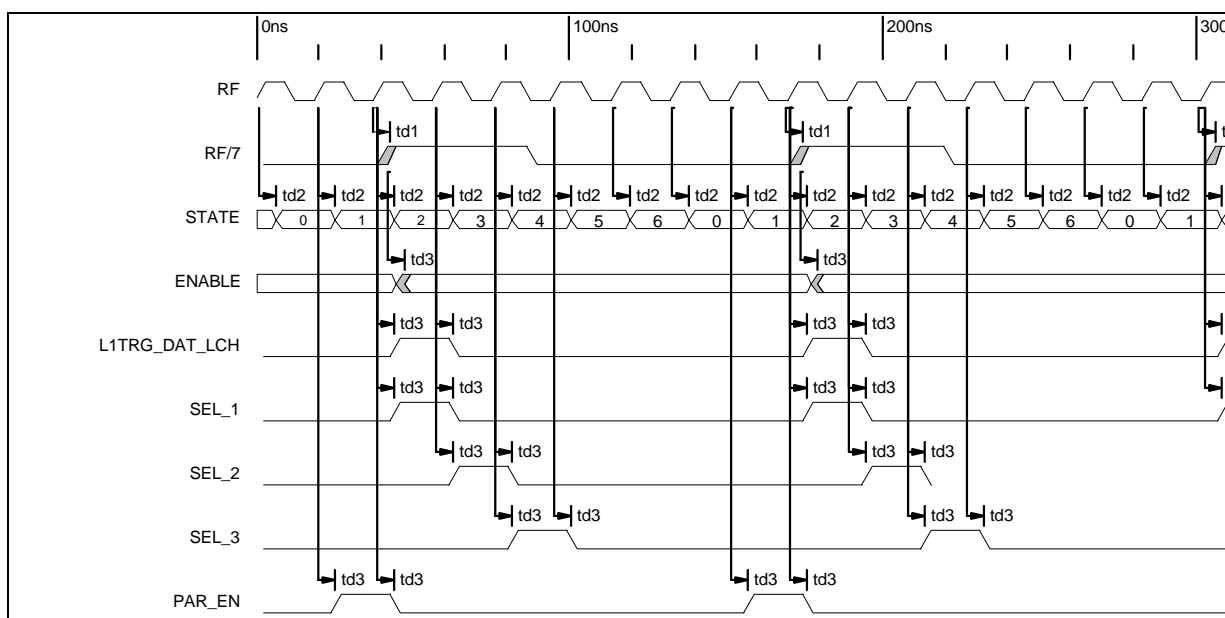 0ns 100ns 200ns 300
RF
td1 td1 t
RF/7
td2 td2 td2 td2 td2 td2 td2 td2 td2 td2 td2 td2 td2 td2 td2 td2
STATE 0 1 2 3 4 5 6 0 1 2 3 4 5 6 0 1
td3 td3
ENABLE
td3 td3 td3 td3
L1TRG_DAT_LCH
td3 td3 td3 td3
SEL_1
td3 td3 td3 td3
SEL_2
td3 td3 td3 td3
SEL_3
td3 td3 td3 td3
PAR_EN